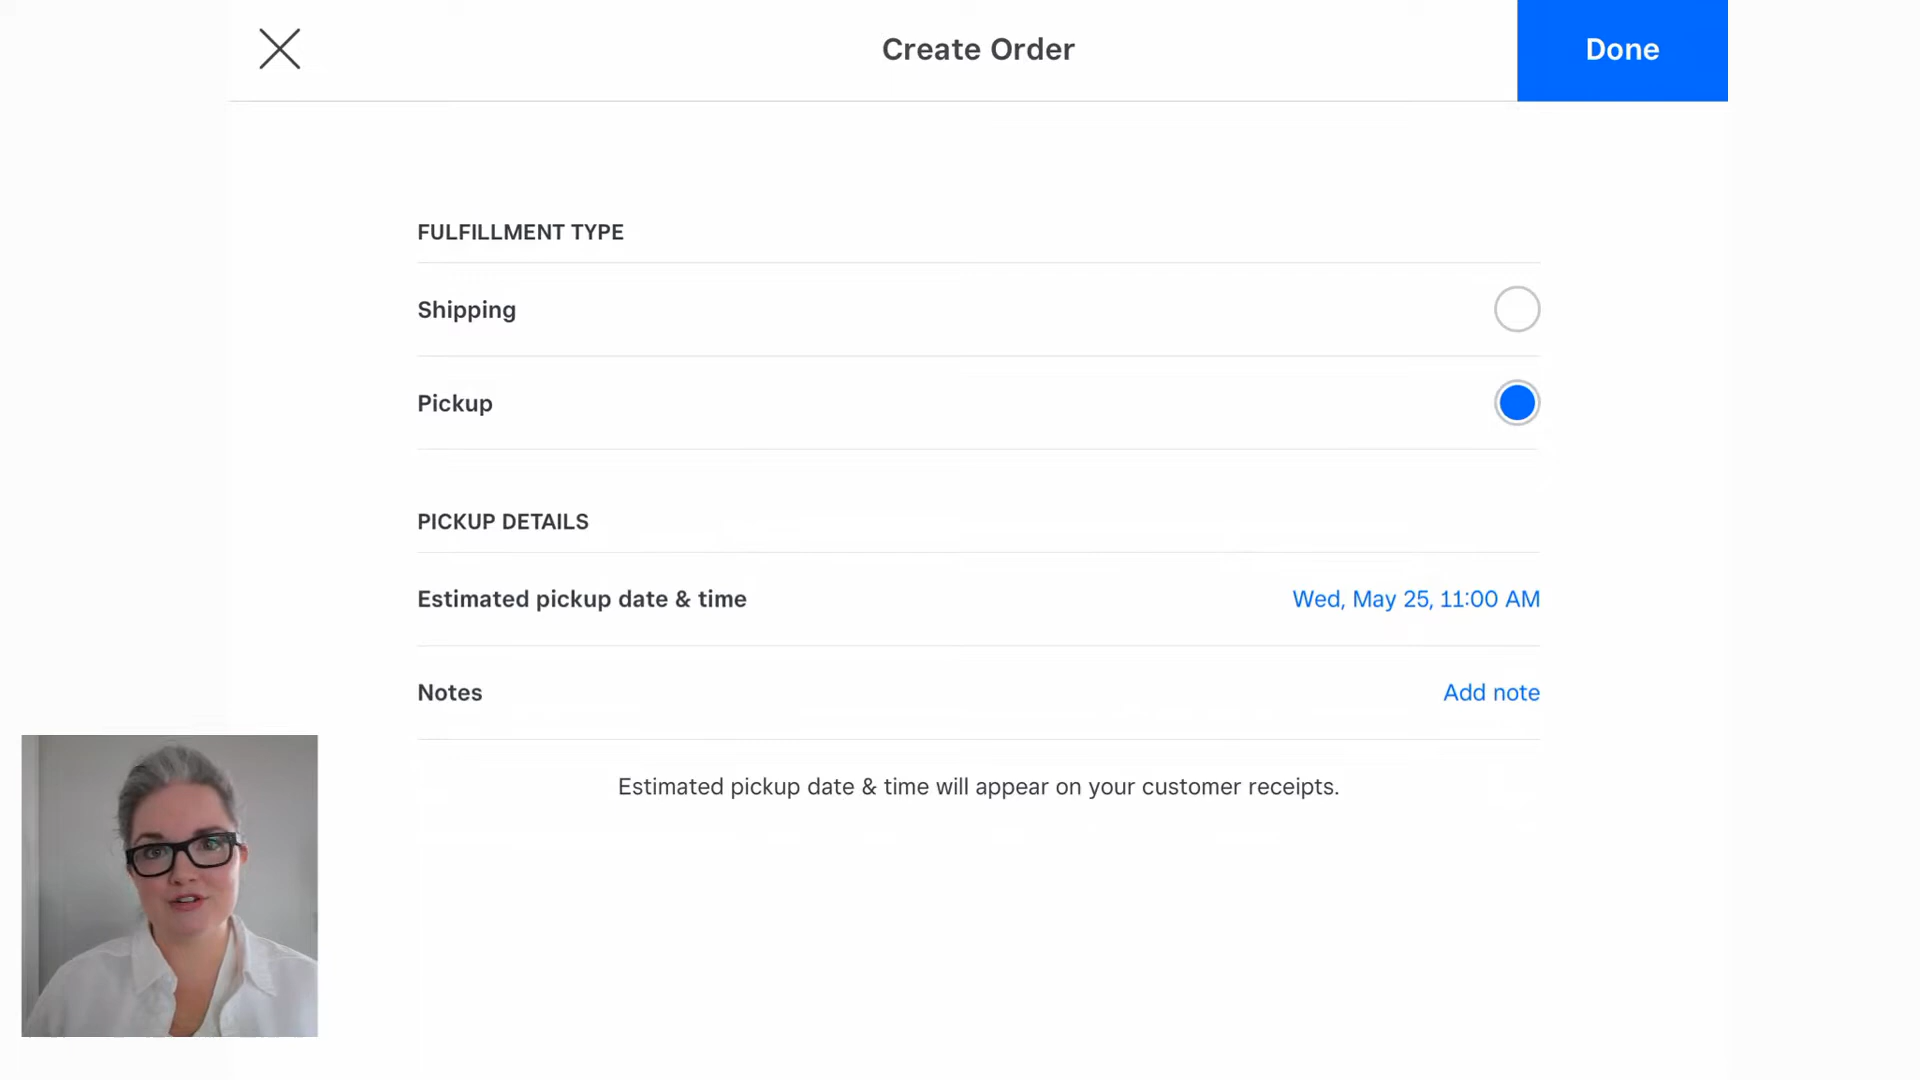 Create Order
Done
FULFILLMENT TYPE
Shipping
Pickup
PICKUP DETAILS
Estimated pickup date & time
Wed, May 25, 11:00 AM
Notes
Add note
Estimated pickup date & time will appear on your customer receipts.